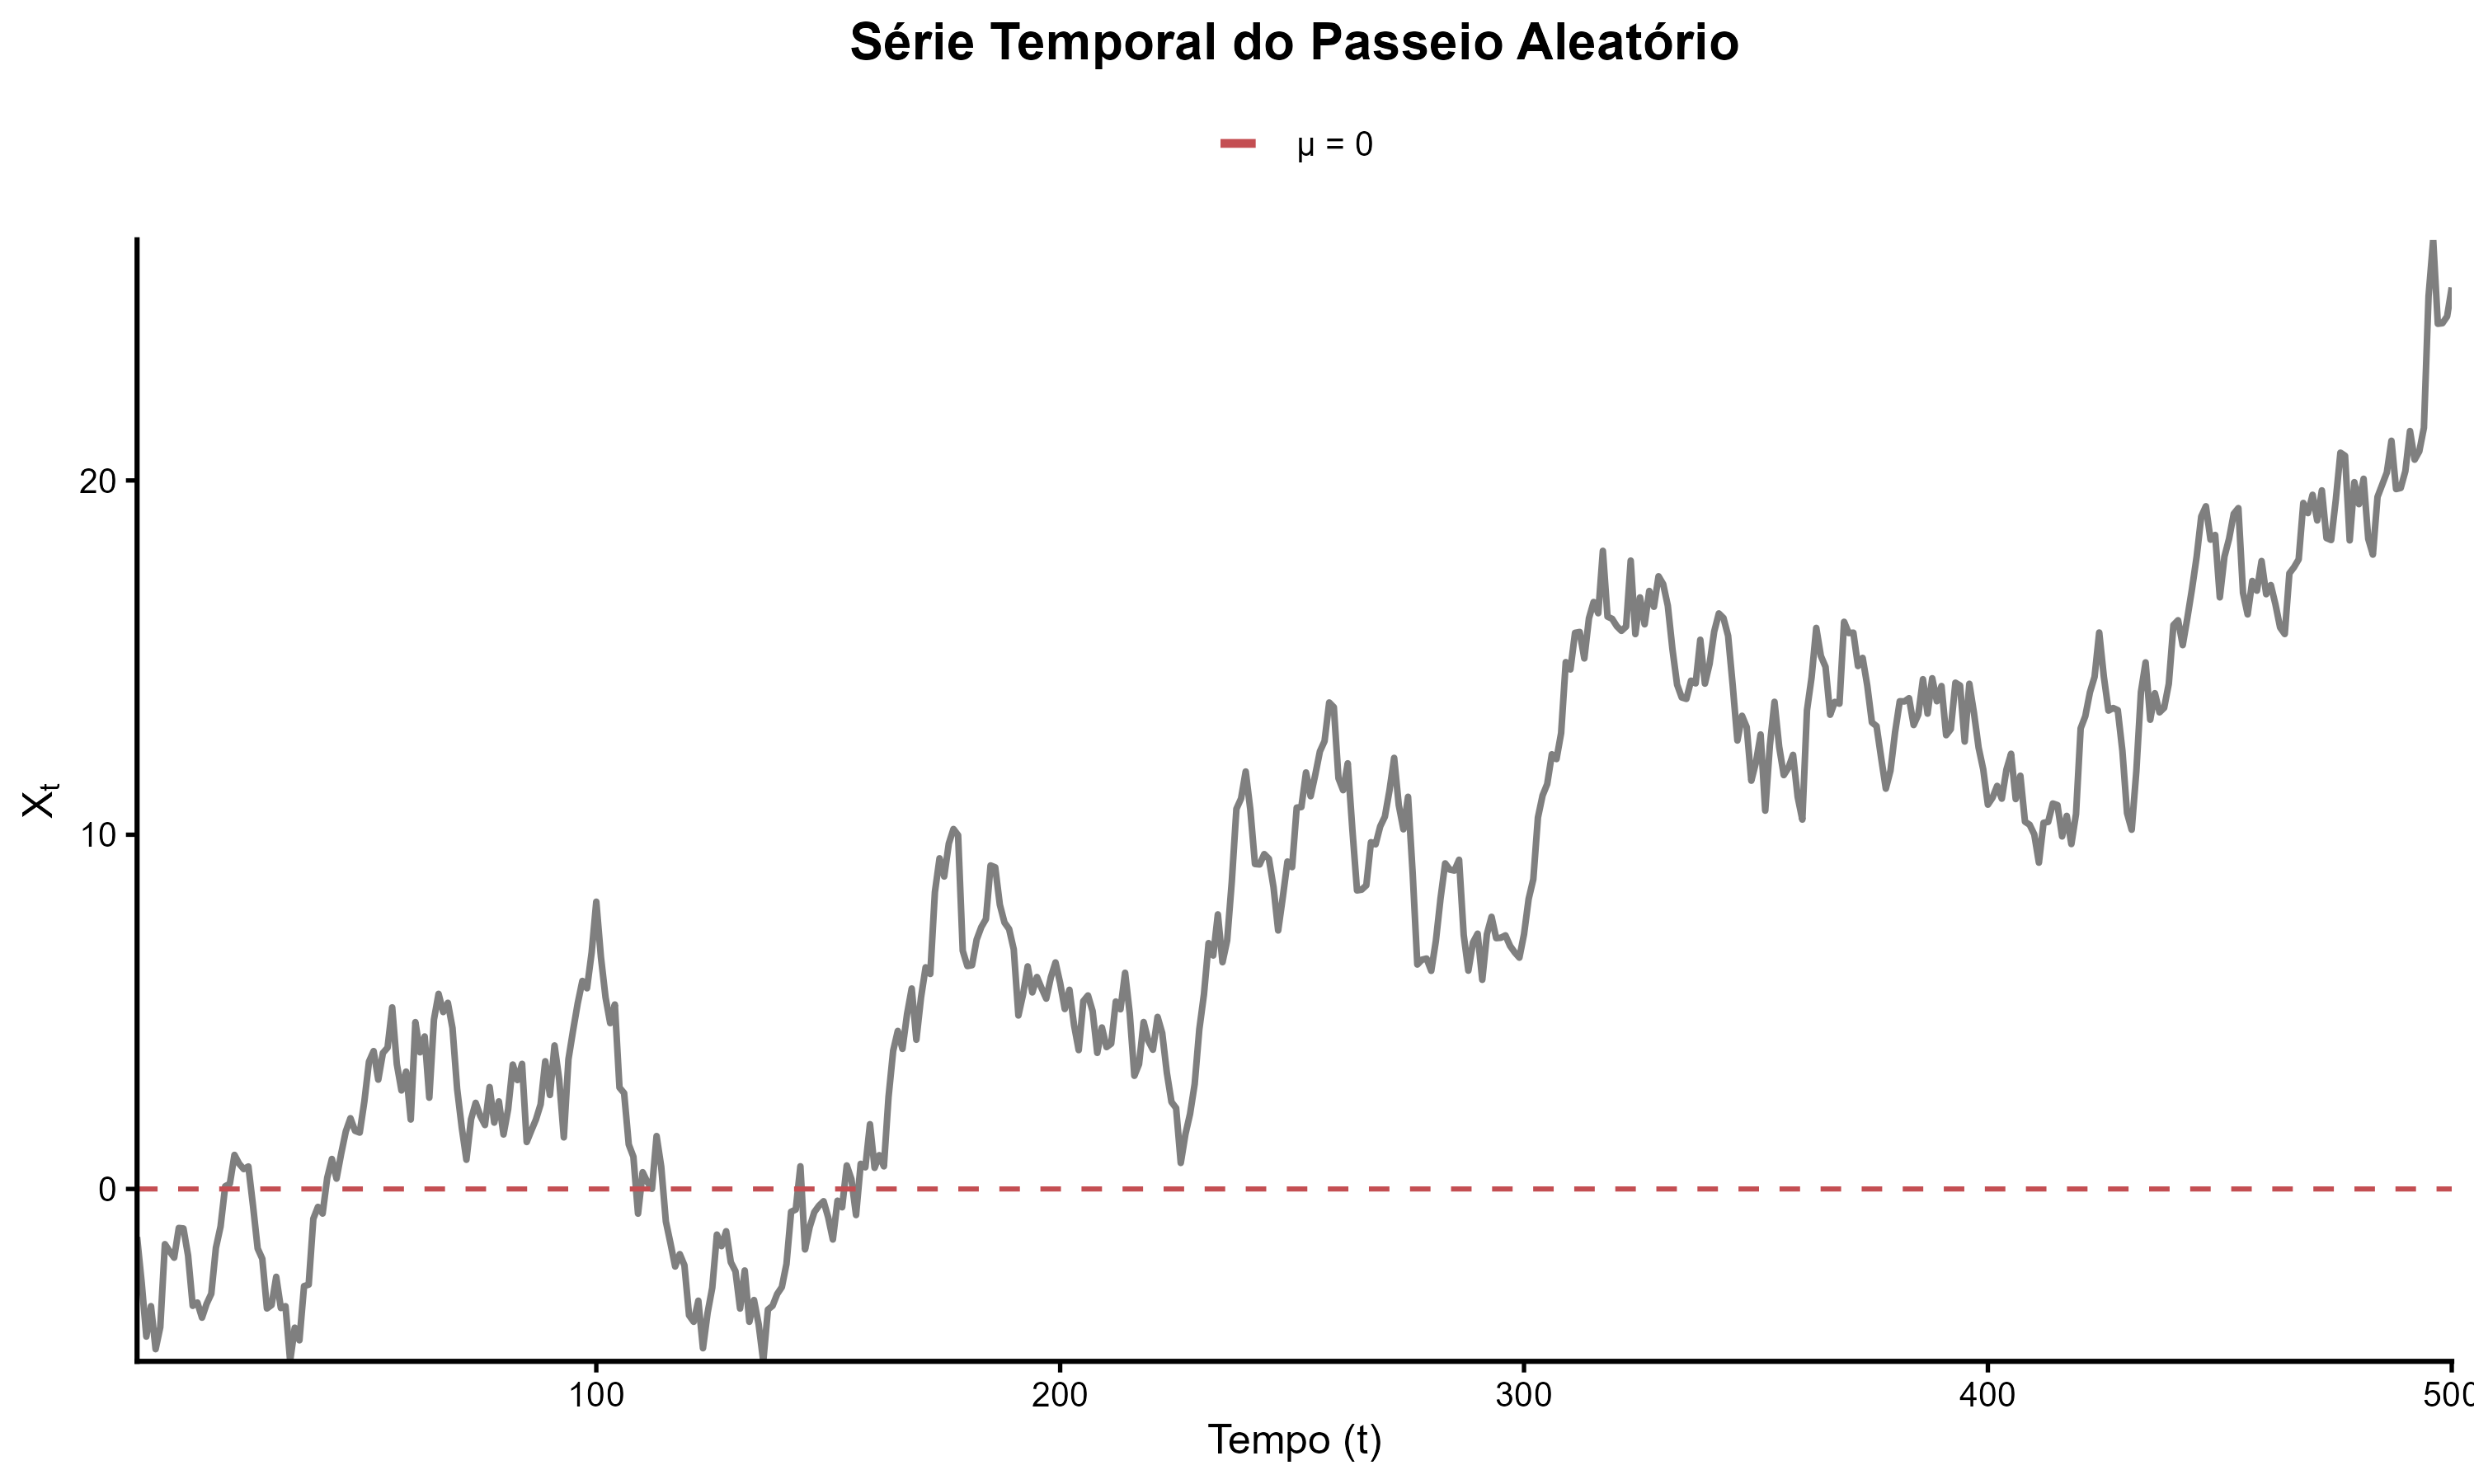 Série Temporal do Passeio Aleatório
μ = 0
20
10
0
Xt
100 200 300 400 500
Tempo (t)